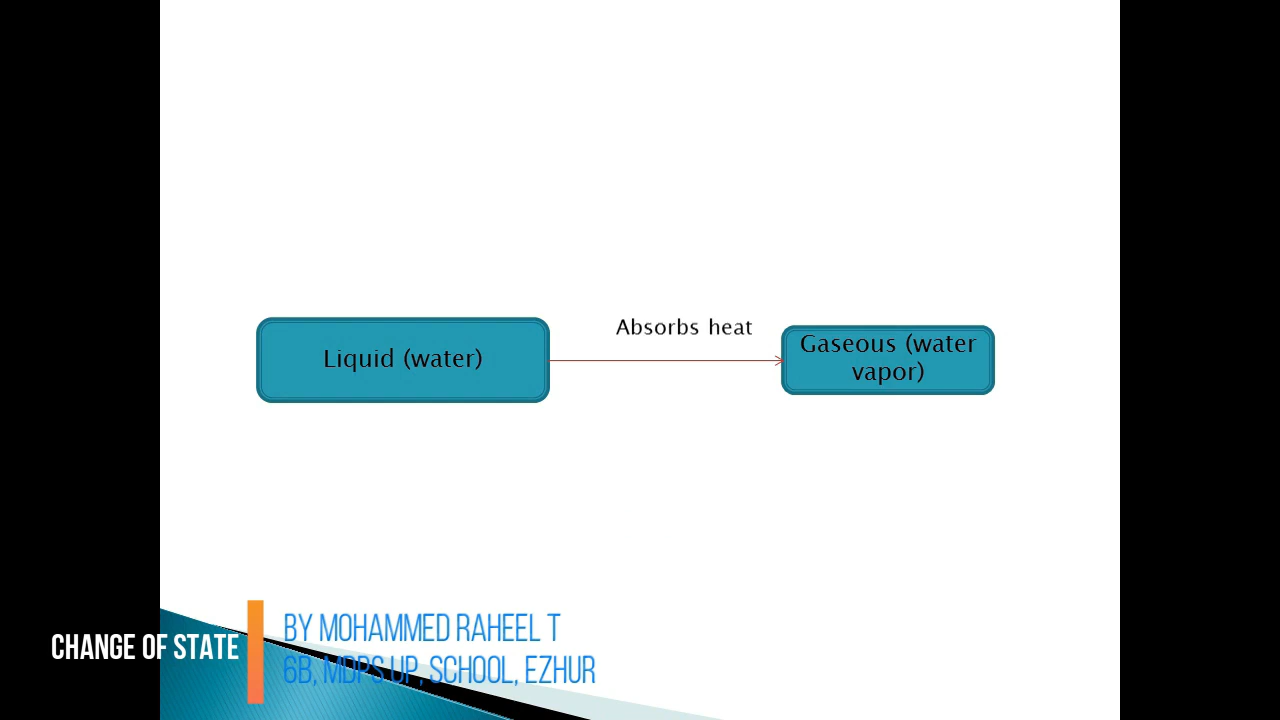 Absorbs heat
Liquid (water)
Gaseous (water
vapor)
CHANGE OF STATE
BY MOHAMMED RAHEEL T
6B, MDPS UP, SCHOOL, EZHUR